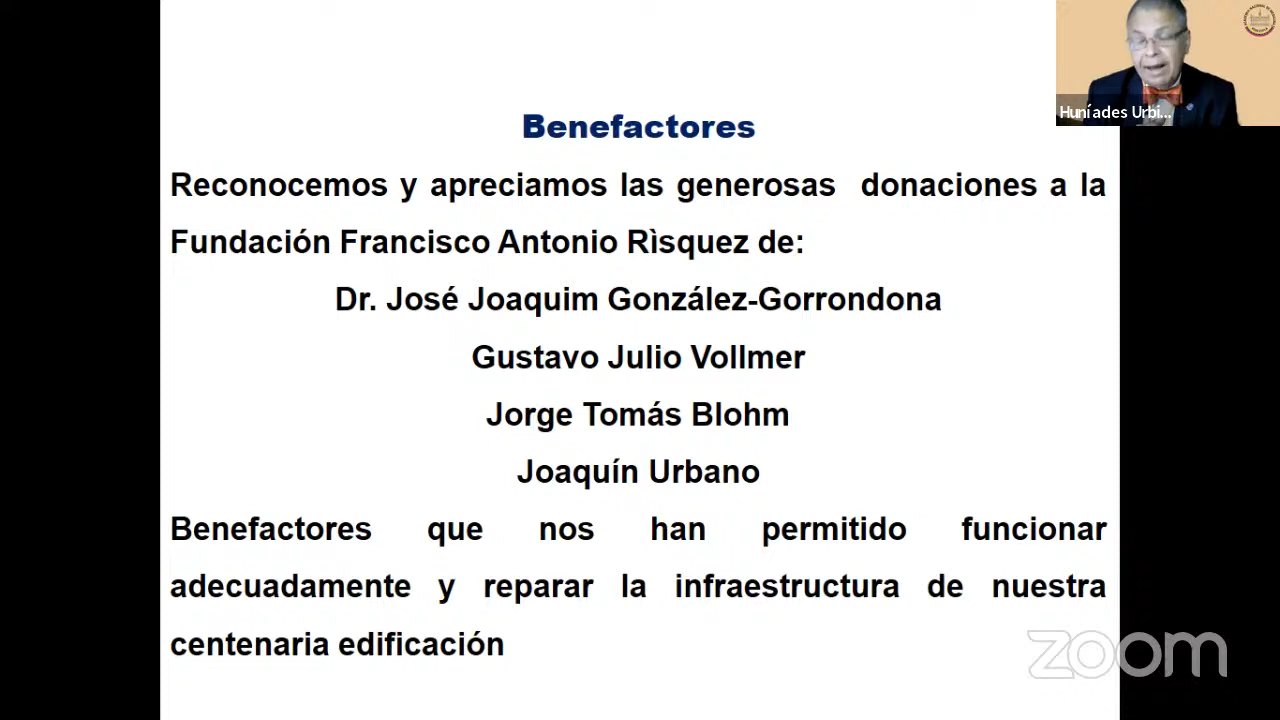 Benefactores
Reconocemos y apreciamos las generosas donaciones a la
Fundación Francisco Antonio Rìsquez de:
Dr. José Joaquim González-Gorrondona
Gustavo Julio Vollmer
Jorge Tomás Blohm
Joaquín Urbano
Benefactores que nos han permitido funcionar
adecuadamente y reparar la infraestructura de nuestra
centenaria edificación
Huníades Urbi...
zoom